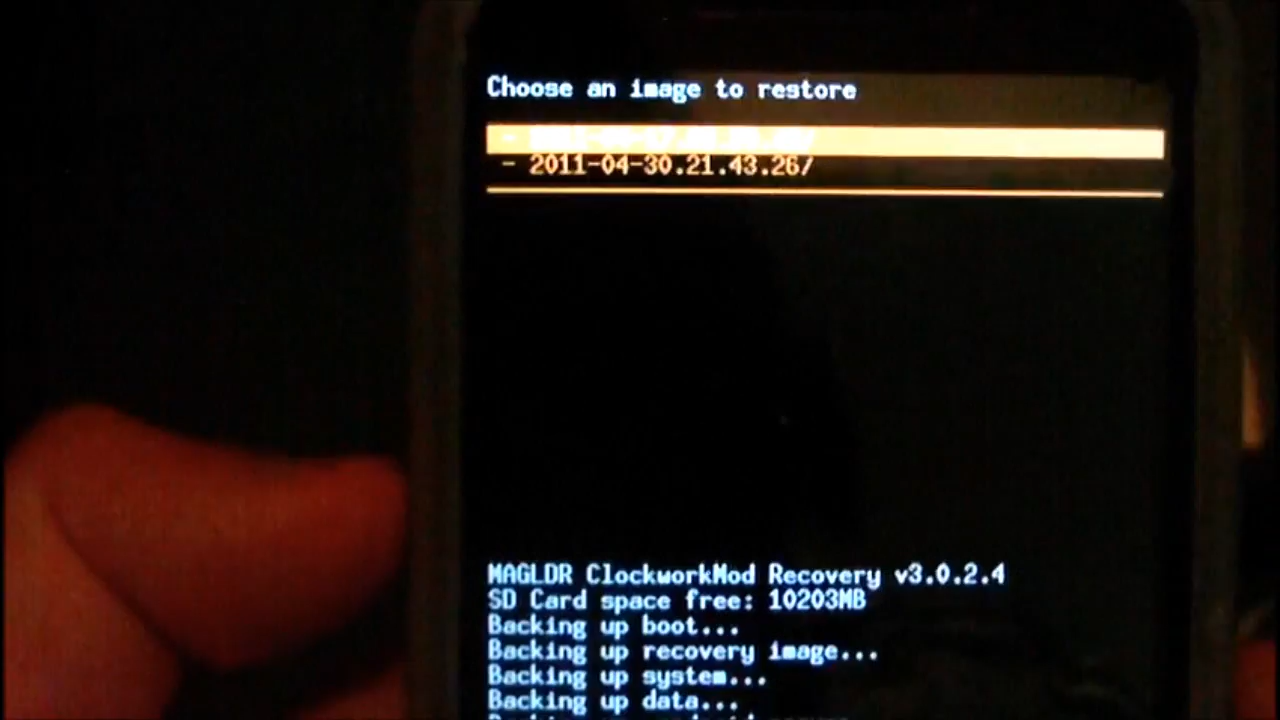 Choose an image to restore
- 2011-04-30.21.43.26/
MAGLDR ClockworkMod Recovery v3.0.2.4
SD Card space free: 10203MB
Backing up boot...
Backing up recovery image...
Backing up system...
Backing up data...